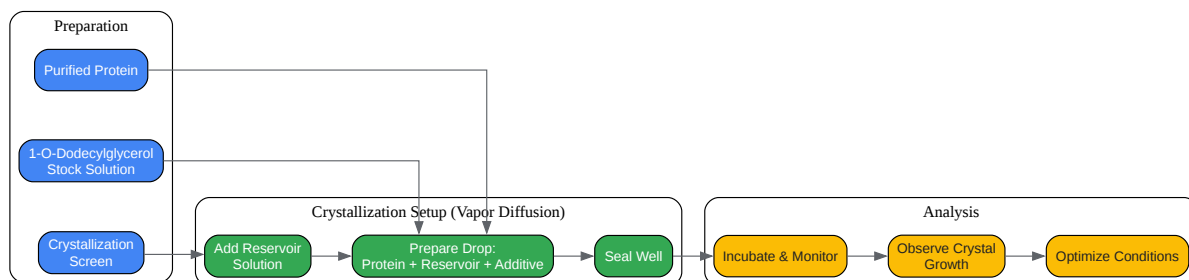 Preparation
Purified Protein
1-O-Dodecylglycerol
Stock Solution
Crystallization
Screen
Crystallization Setup (Vapor Diffusion)
Add Reservoir
Solution
Prepare Drop:
Protein + Reservoir + Additive
Seal Well
Analysis
Incubate & Monitor
Observe Crystal
Growth
Optimize Conditions